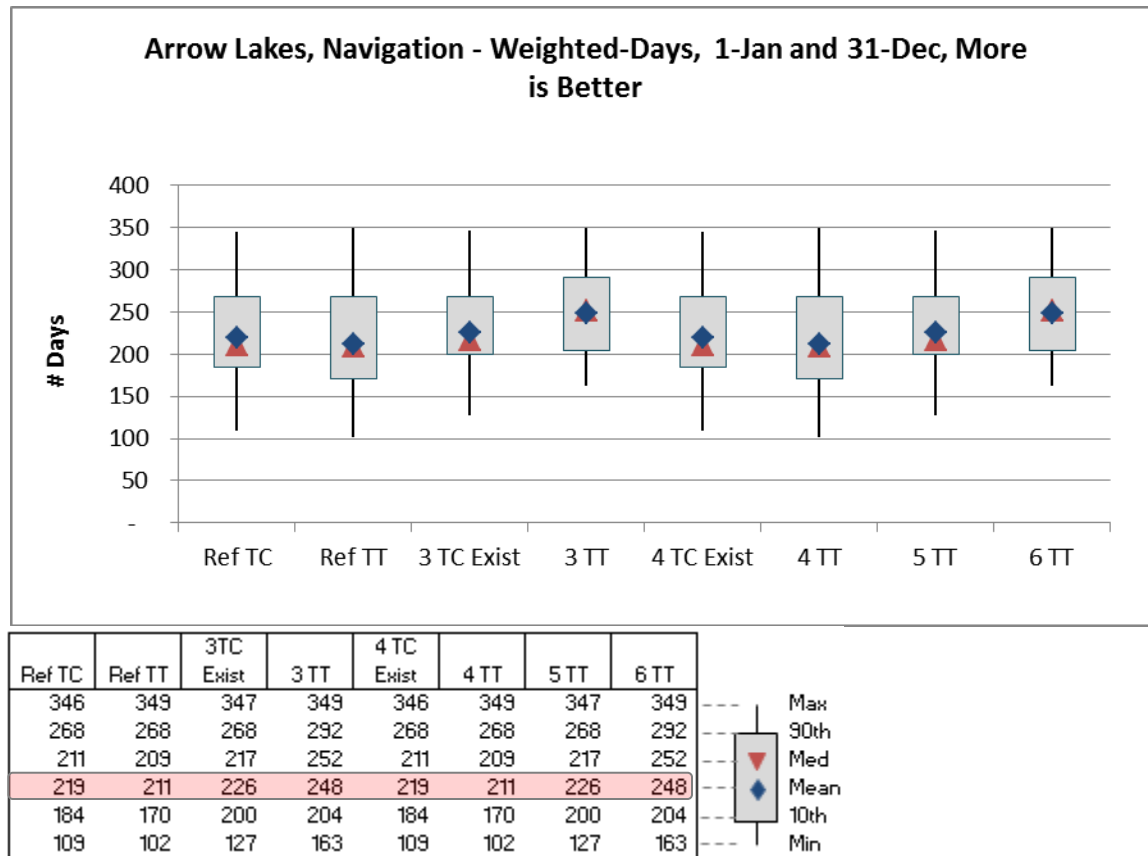 Arrow Lakes, Navigation - Weighted-Days, 1-Jan and 31-Dec, More
is Better
# Days
400
350
300
250
200
150
100
50
-
Ref TC Ref TT 3 TC Exist 3 TT 4 TC Exist 4 TT 5 TT 6 TT
Ref TC Ref TT 3TC Exist 3 TT 4 TC Exist 4 TT 5 TT 6 TT
346 349 347 349 346 349 347 349 Max
268 268 268 292 268 268 268 292 90th
211 209 217 252 211 209 217 252 Med
219 211 226 248 219 211 226 248 Mean
184 170 200 204 184 170 200 204 10th
109 102 127 163 109 102 127 163 Min